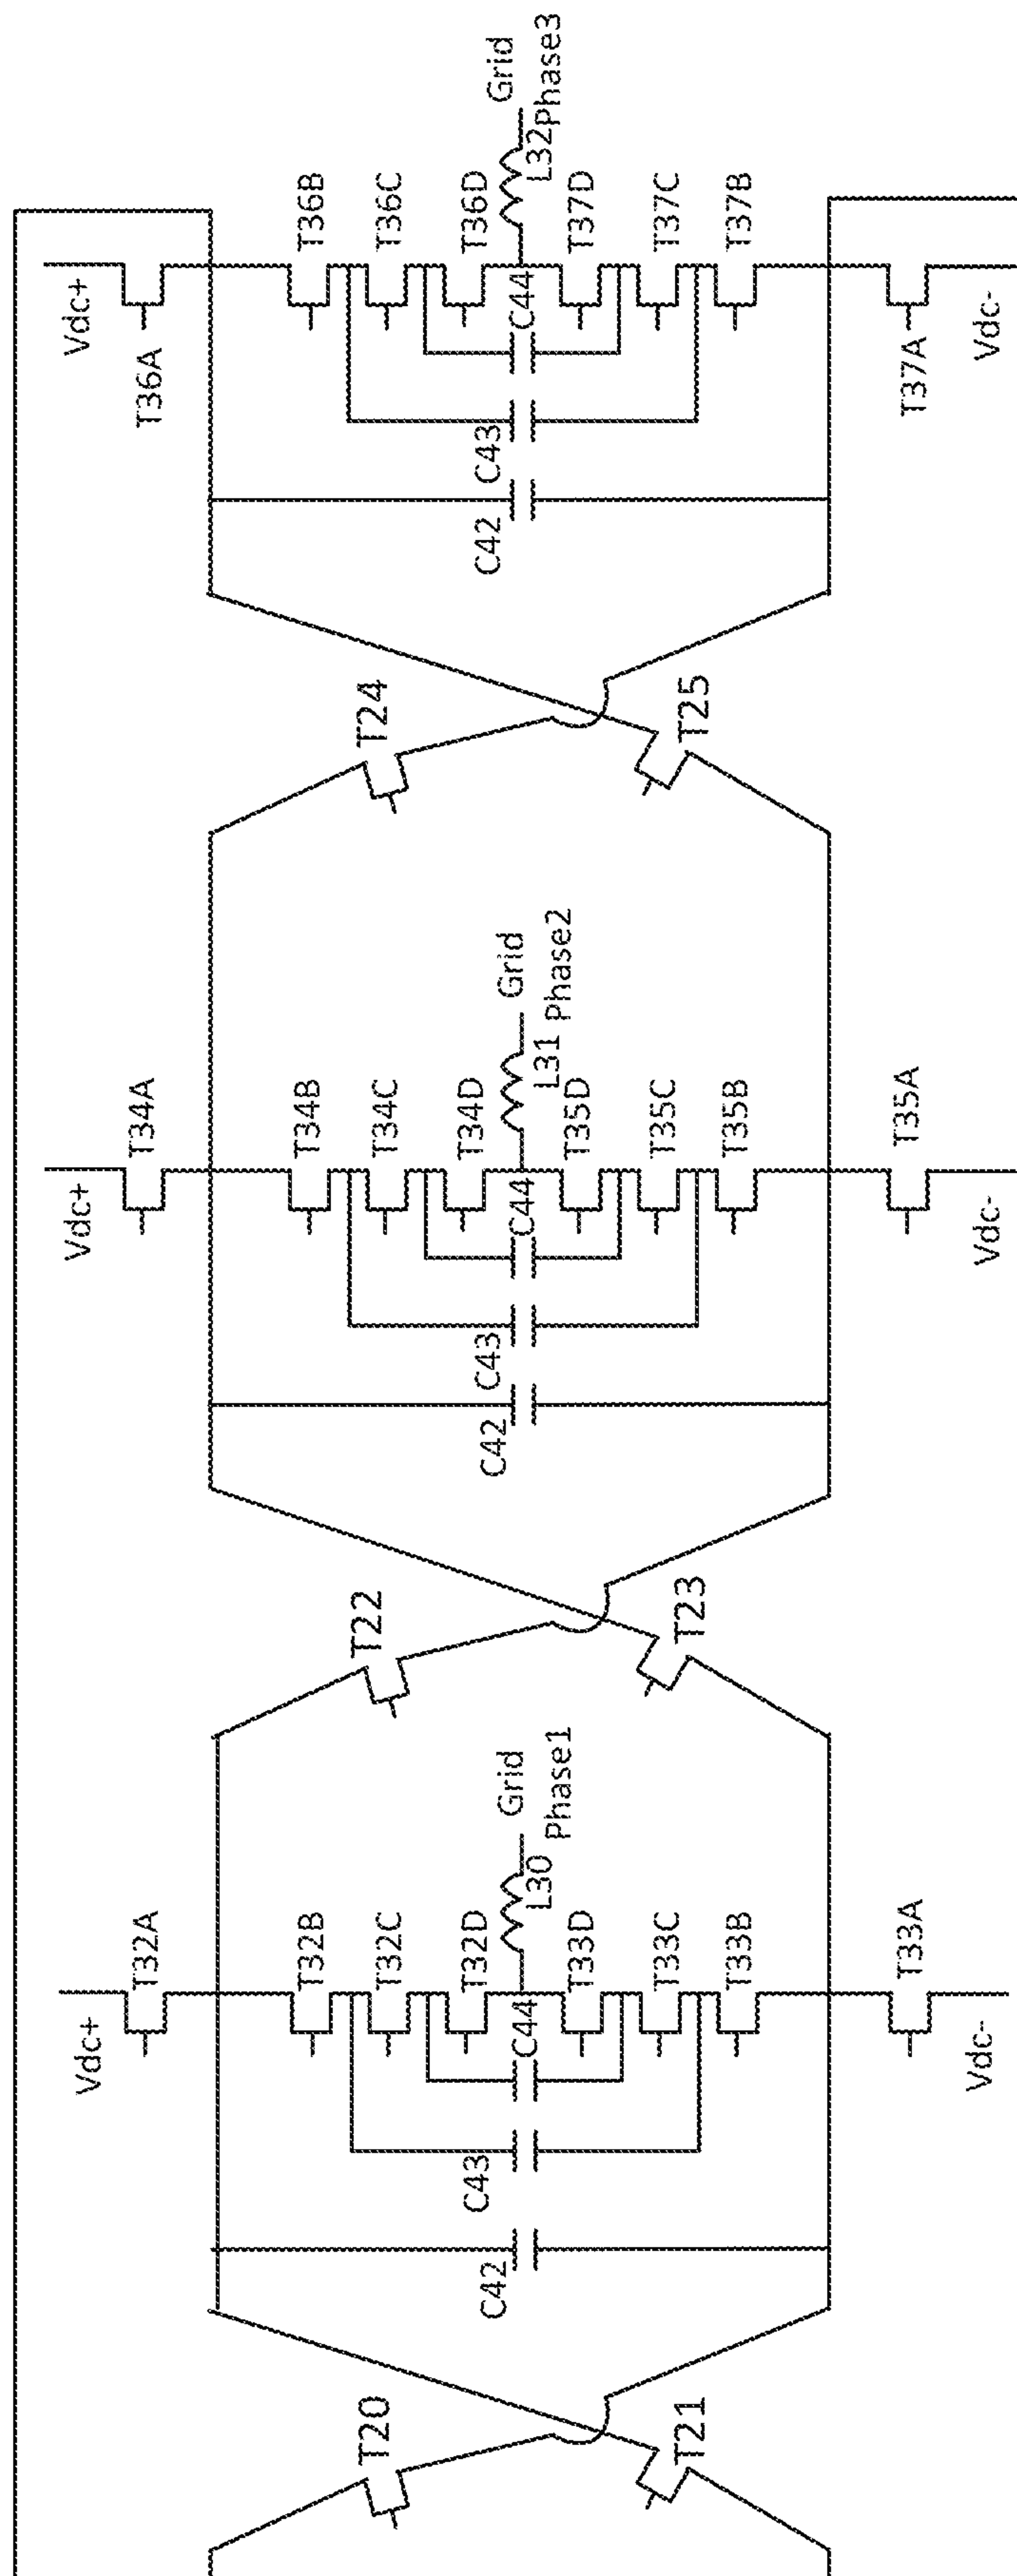 Vdc+
T36A
T36B
T36C
T36D
Grid
Phase3
L32
T37D
T37C
T37B
T37A
Vdc-
C44
C43
C42
T24
T25
Vdc+
T34A
T34B
T34C
T34D
Grid
Phase2
L31
T35D
T35C
T35B
T35A
Vdc-
C44
C43
C42
T22
T23
Vdc+
T32A
T32B
T32C
T32D
Grid
Phase1
L30
T33D
T33C
T33B
T33A
Vdc-
C44
C43
C42
T20
T21